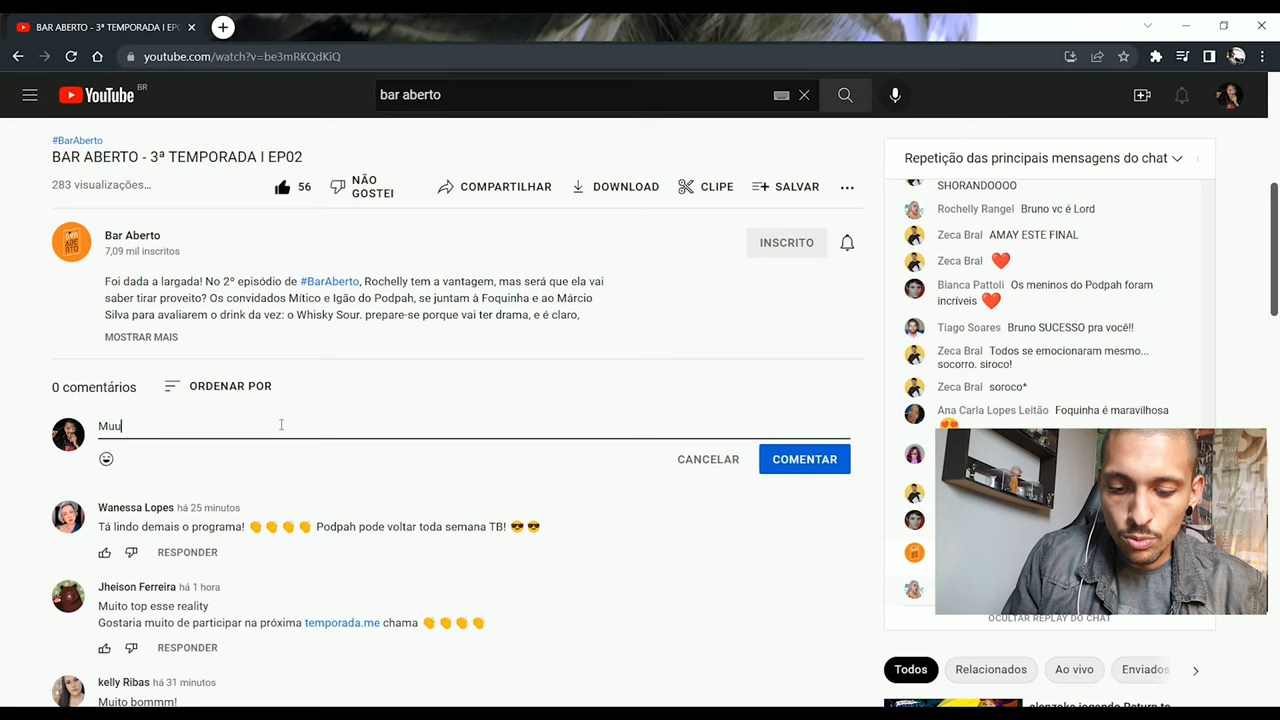 BAR ABERTO - 3ª TEMPORADA I EP0
youtube.com/watch?v=be3mRKQdKiQ
YouTube BR
bar aberto
#BarAberto
BAR ABERTO - 3ª TEMPORADA I EP02
283 visualizações...
56
NÃO GOSTEI
COMPARTILHAR
DOWNLOAD
CLIPE
SALVAR
Bar Aberto
7,09 mil inscritos
INSCRITO
Foi dada a largada! No 2º episódio de #BarAberto, Rochelly tem a vantagem, mas será que ela vai
saber tirar proveito? Os convidados Mítico e Igão do Podpah, se juntam à Foquinha e ao Márcio
Silva para avaliarem o drink da vez: o Whisky Sour. prepare-se porque vai ter drama, e é claro,
MOSTRAR MAIS
0 comentários
ORDENAR POR
Muu
CANCELAR
COMENTAR
Wanessa Lopes há 25 minutos
Tá lindo demais o programa! 👏👏👏👏 Podpah pode voltar toda semana TB! 😎😎
RESPONDER
Jheison Ferreira há 1 hora
Muito top esse reality
Gostaria muito de participar na próxima temporada.me chama 👏👏👏👏
RESPONDER
kelly Ribas há 31 minutos
Muito bommm!
Repetição das principais mensagens do chat
SHORANDOOOO
Rochelly Rangel Bruno vc é Lord
Zeca Bral AMAY ESTE FINAL
Zeca Bral ❤️
Bianca Pattoli Os meninos do Podpah foram
incríveis ❤️
Tiago Soares Bruno SUCESSO pra você!!
Zeca Bral Todos se emocionaram mesmo...
socorro. siroco!
Zeca Bral soroco*
Ana Carla Lopes Leitão Foquinha é maravilhosa
😍
OCULTAR REPLAY DO CHAT
Todos
Relacionados
Ao vivo
Enviados